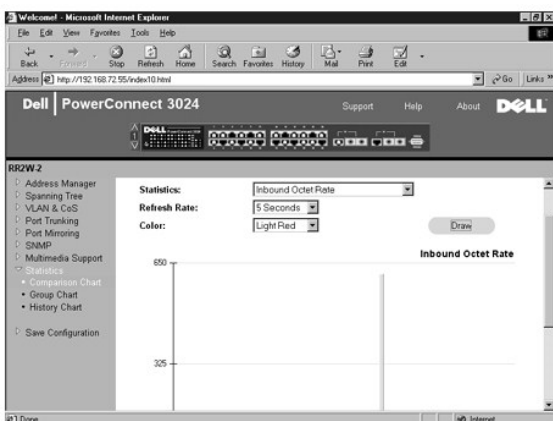 Welcome! - Microsoft Internet Explorer
File Edit View Favorites Tools Help
Back Forward Stop Refresh Home Search Favorites History Mail Print Edit
Address http://192.168.72.55/index10.html Go Links »
Dell | PowerConnect 3024 Support Help About DELL
DELL
RR2W-2
Address Manager
Spanning Tree
VLAN & CoS
Port Trunking
Port Mirroring
SNMP
Multimedia Support
Statistics
Comparison Chart
Group Chart
History Chart
Save Configuration
Statistics: Inbound Octet Rate
Refresh Rate: 5 Seconds
Color: Light Red
Draw
Inbound Octet Rate
650
325
Done Internet